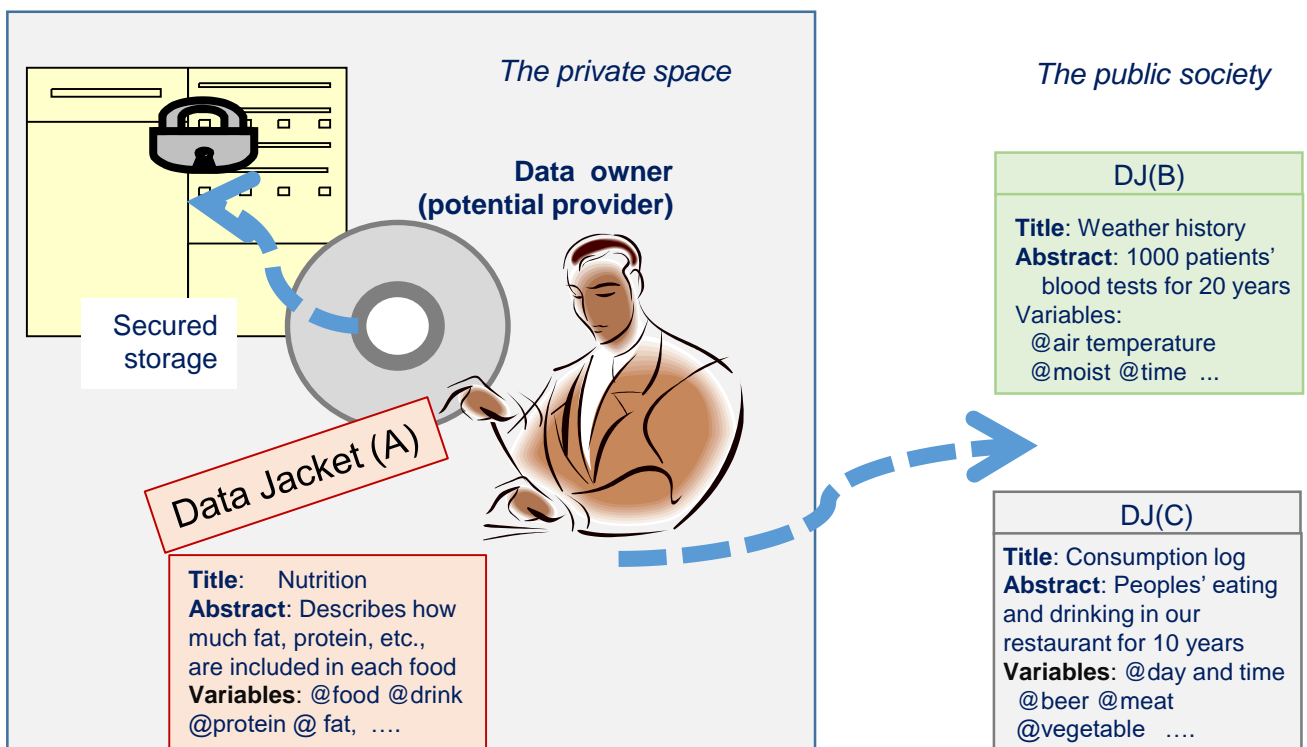 The private space
The public society
Data owner
(potential provider)
Secured
storage
Data Jacket (A)
Title: Nutrition
Abstract: Describes how
much fat, protein, etc.,
are included in each food
Variables: @food @drink
@protein @ fat, ….
DJ(B)
Title: Weather history
Abstract: 1000 patients’
blood tests for 20 years
Variables:
@air temperature
@moist @time ...
DJ(C)
Title: Consumption log
Abstract: Peoples’ eating
and drinking in our
restaurant for 10 years
Variables: @day and time
@beer @meat
@vegetable ….